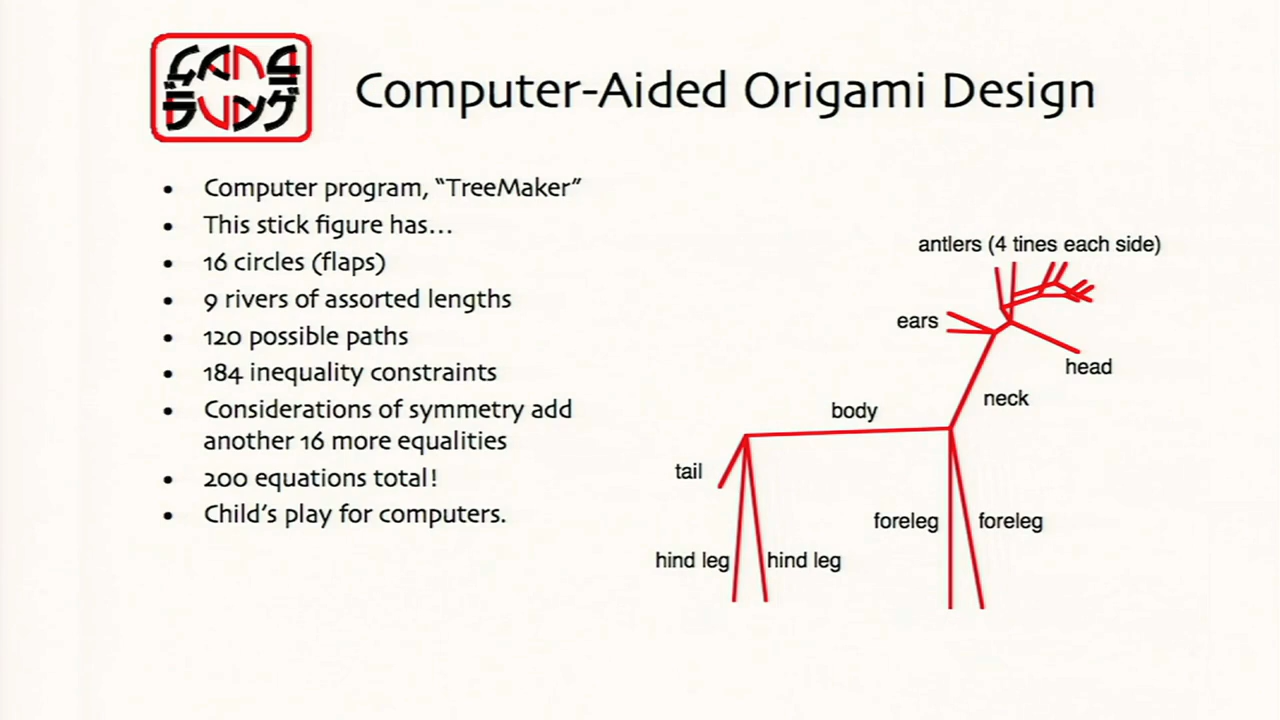 Computer-Aided Origami Design
• Computer program, “TreeMaker”
• This stick figure has…
• 16 circles (flaps)
• 9 rivers of assorted lengths
• 120 possible paths
• 184 inequality constraints
• Considerations of symmetry add
another 16 more equalities
• 200 equations total!
• Child’s play for computers.
antlers (4 tines each side)
ears
head
neck
body
tail
foreleg
foreleg
hind leg
hind leg